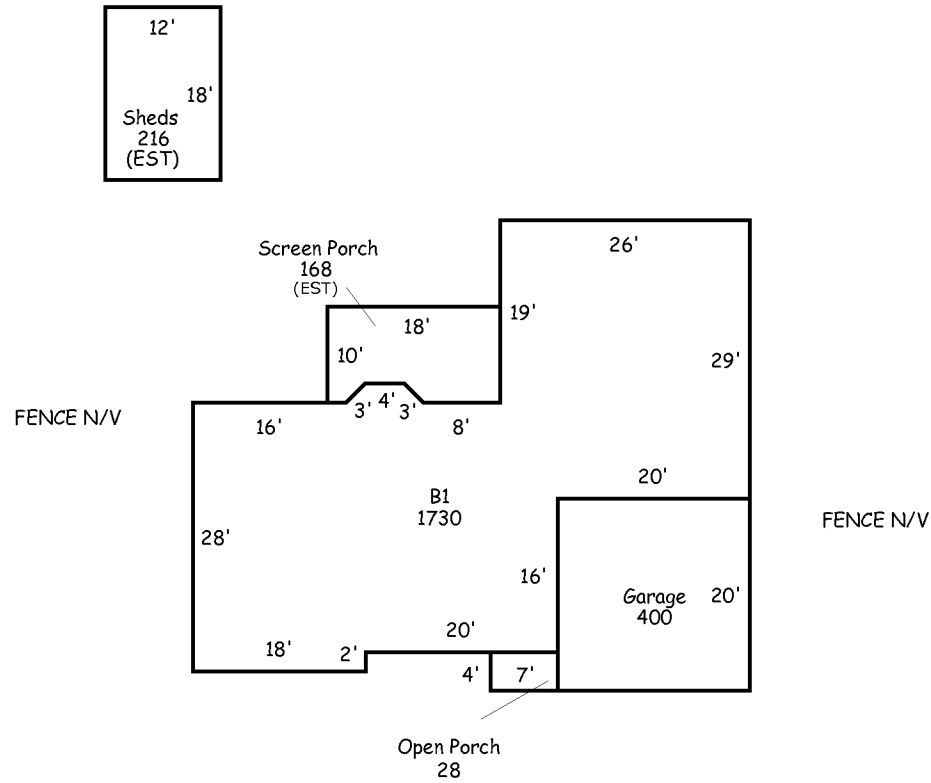 12'
18'
Sheds
216
(EST)
Screen Porch
168
(EST)
26'
19'
18'
10'
29'
4'
3'
3'
FENCE N/V
16'
8'
20'
B1
1730
28'
FENCE N/V
16'
Garage
400
20'
20'
18'
2'
4'
7'
Open Porch
28